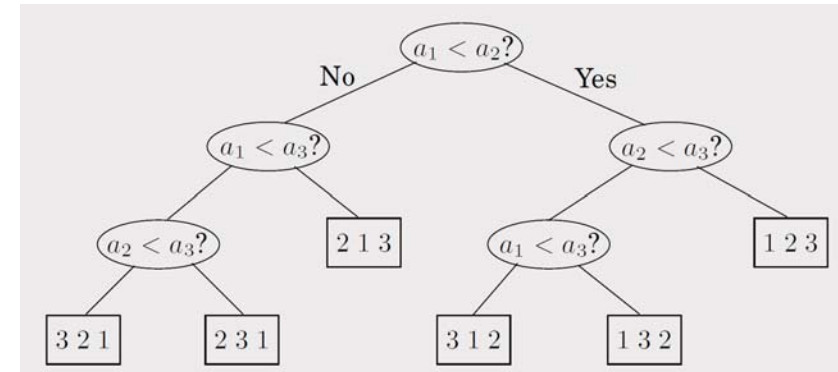 a₁ < a₂?
No Yes
a₁ < a₃? a₂ < a₃?
a₂ < a₃? 2 1 3 a₁ < a₃? 1 2 3
3 2 1 2 3 1 3 1 2 1 3 2